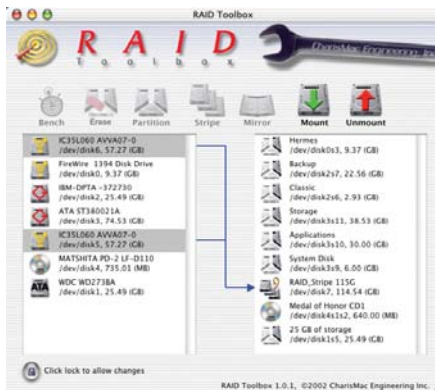 RAID Toolbox
RAID
Toolbox
CharisMac Engineering, Inc.
Bench
Erase
Partition
Stripe
Mirror
Mount
Unmount
IC35L060 AVVA07-0
/dev/disk6, 57.27 (GB)
FireWire 1394 Disk Drive
/dev/disk0, 9.37 (GB)
IBM-DPTA -372730
/dev/disk2, 25.49 (GB)
ATA ST380021A
/dev/disk3, 74.53 (GB)
IC35L060 AVVA07-0
/dev/disk5, 57.27 (GB)
MATSHITA PD-2 LF-D110
/dev/disk4, 735.01 (MB)
ATA
WDC WD273BA
/dev/disk1, 25.49 (GB)
Hermes
/dev/disk0s3, 9.37 (GB)
Backup
/dev/disk2s7, 22.56 (GB)
Classic
/dev/disk2s6, 2.93 (GB)
Storage
/dev/disk3s11, 38.53 (GB)
Applications
/dev/disk3s10, 30.00 (GB)
System Disk
/dev/disk3s9, 6.00 (GB)
RAID_Stripe 115G
/dev/disk7, 114.54 (GB)
Medal of Honor CD1
/dev/disk4s1s2, 640.00 (MB)
25 GB of storage
/dev/disk1s5, 25.49 (GB)
Click lock to allow changes
RAID Toolbox 1.0.1, ©2002 CharisMac Engineering Inc.